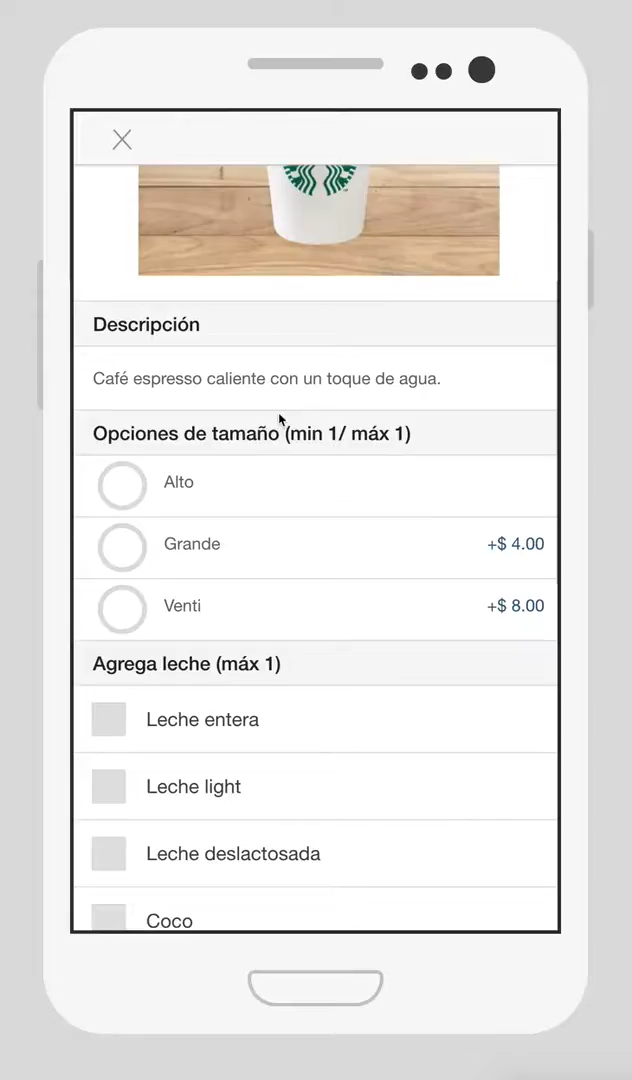 Descripción
Café espresso caliente con un toque de agua.
Opciones de tamaño (min 1/ máx 1)
Alto
Grande +$ 4.00
Venti +$ 8.00
Agrega leche (máx 1)
Leche entera
Leche light
Leche deslactosada
Coco